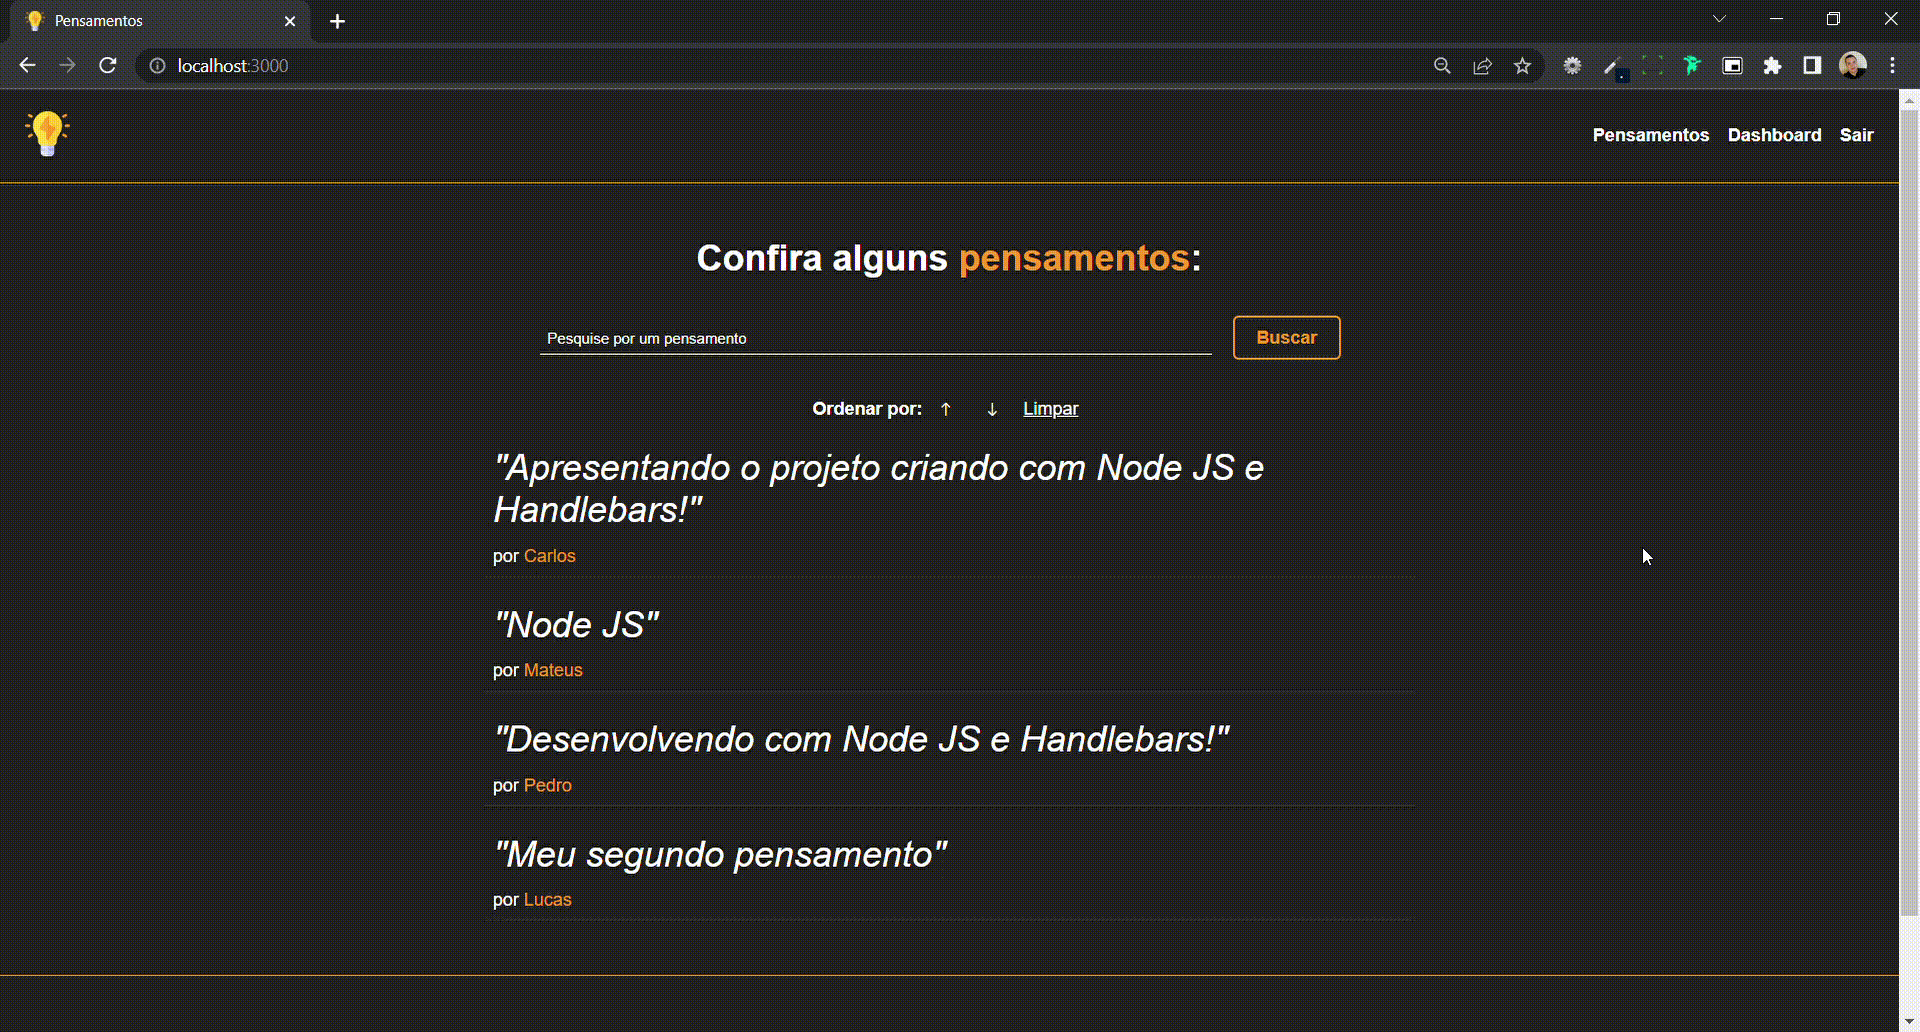 Pensamentos
localhost:3000
Pensamentos Dashboard Sair
Confira alguns pensamentos:
Pesquise por um pensamento
Buscar
Ordenar por: ↑ ↓ Limpar
"Apresentando o projeto criando com Node JS e
Handlebars!"
por Carlos
"Node JS"
por Mateus
"Desenvolvendo com Node JS e Handlebars!"
por Pedro
"Meu segundo pensamento"
por Lucas